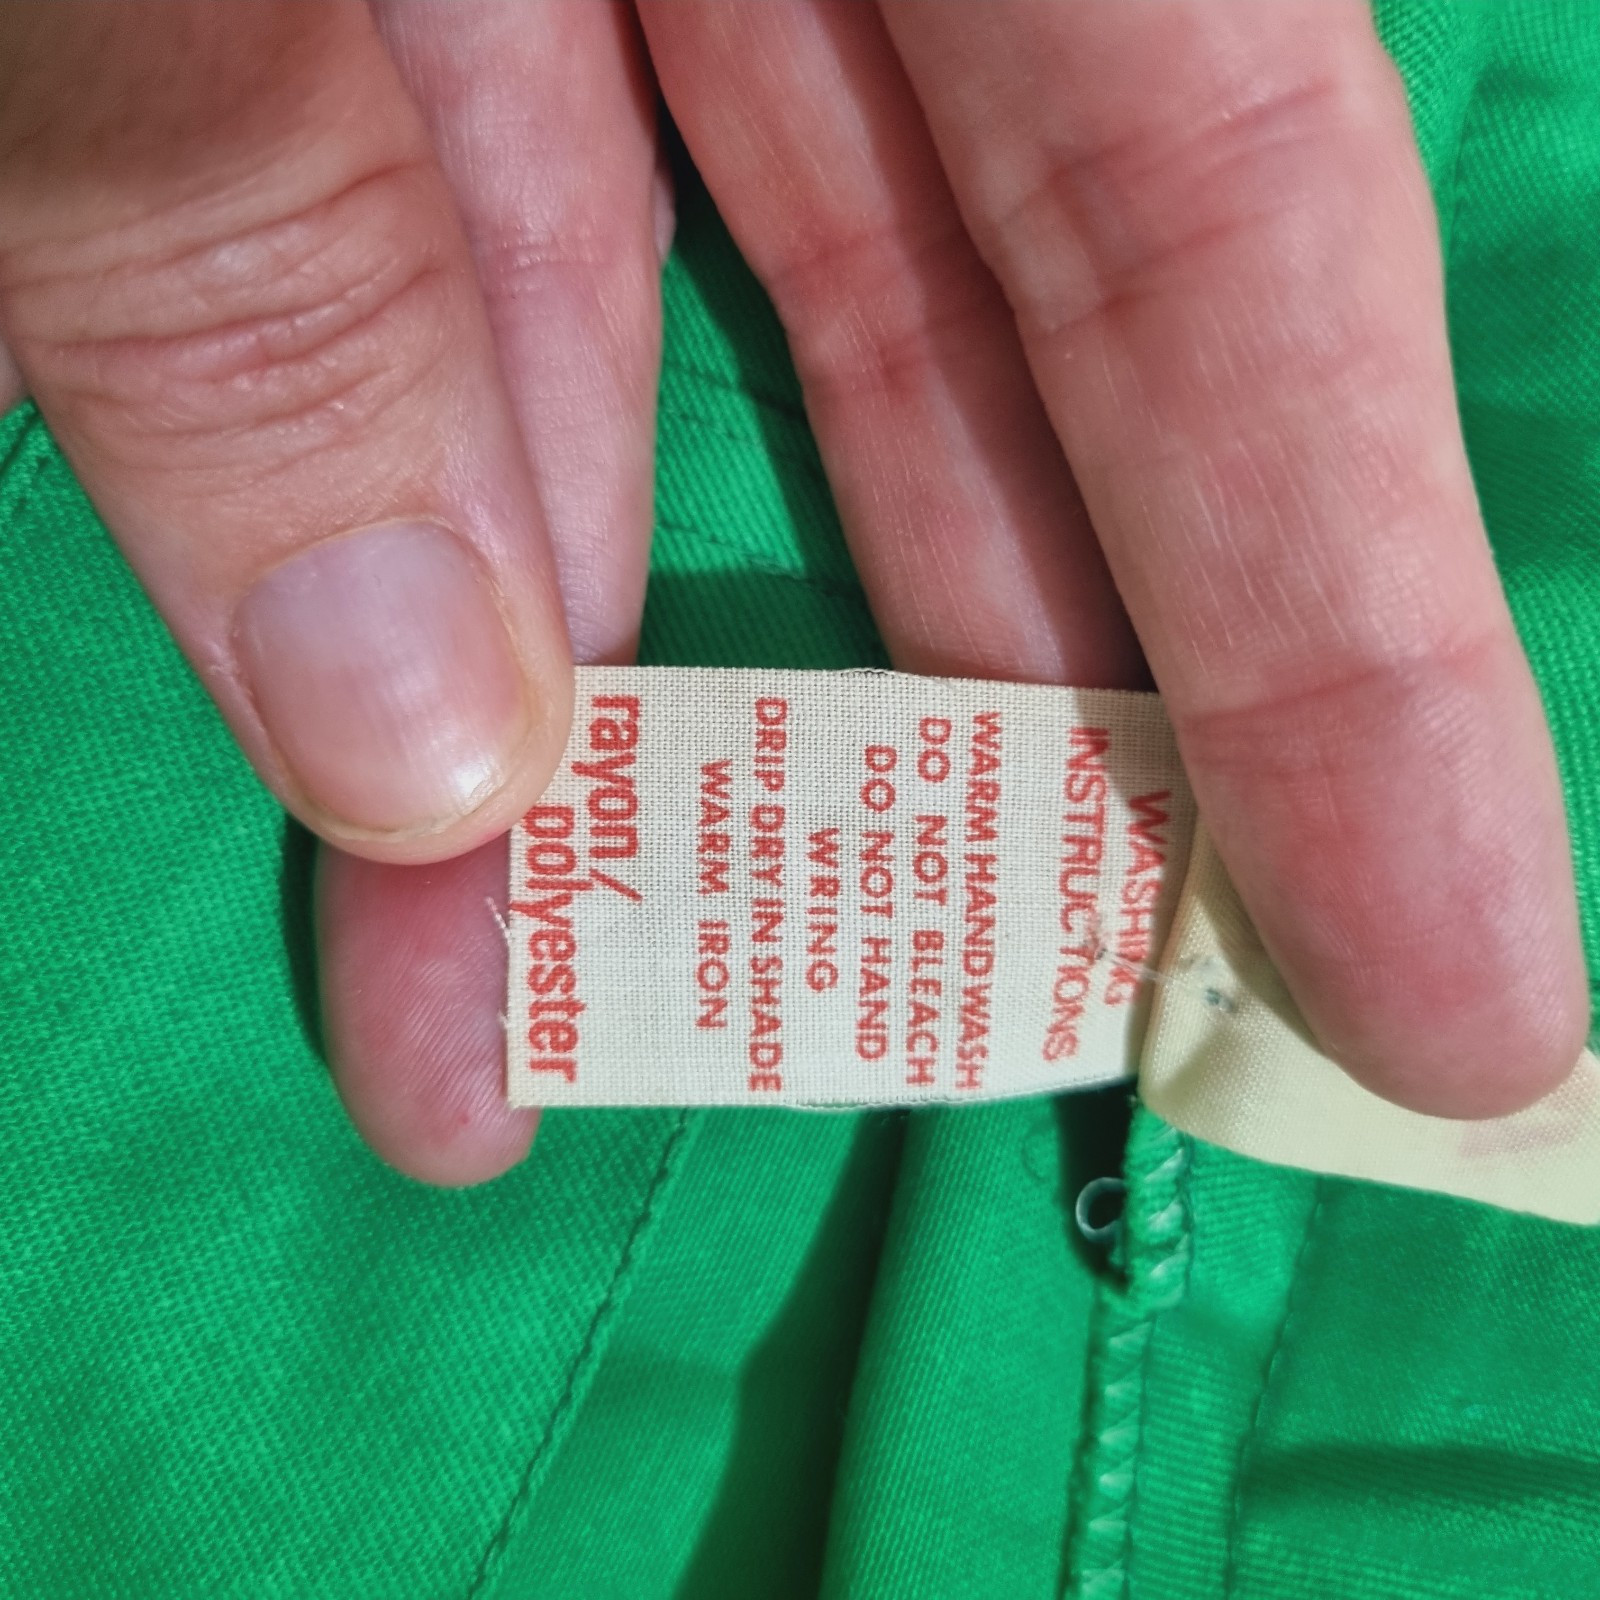 WASHING
INSTRUCTIONS
WARM HAND WASH
DO NOT BLEACH
DO NOT HAND
WRING
DRIP DRY IN SHADE
WARM IRON
rayon/
polyester